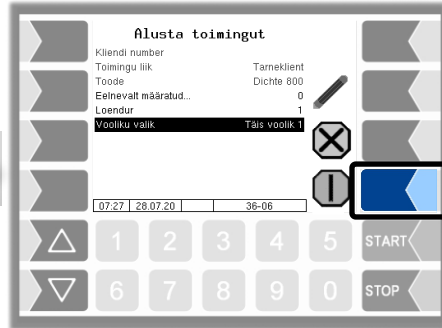 Alusta toimingut
Kliendi number
Toimingu liik Tarneklient
Toode Dichte 800
Eelnevalt määratud... 0
Loendur 1
Vooliku valik Täis voolik 1
07:27 28.07.20 36-06
1 2 3 4 5 START
6 7 8 9 0 STOP